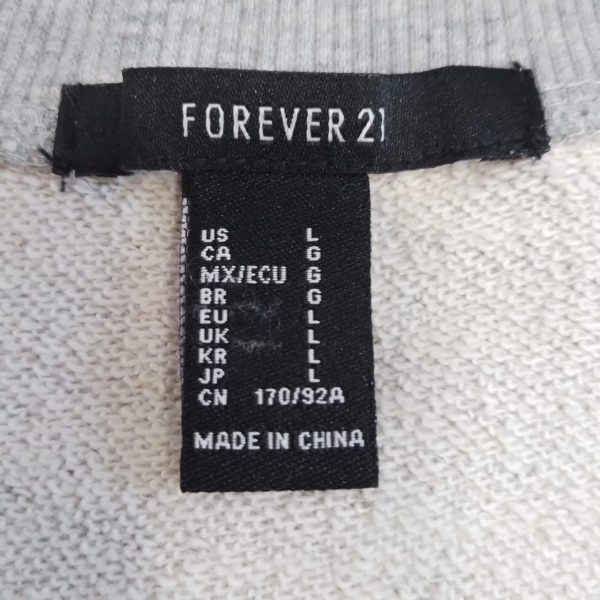 FOREVER 21
US L
CA G
MX/ECU G
BR G
EU L
UK L
KR L
JP L
CN 170/92A
MADE IN CHINA